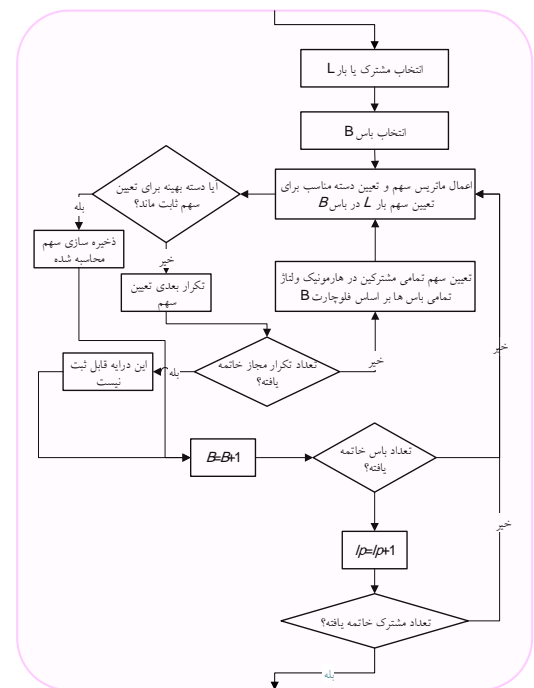 انتخاب مشترک یا بار L
انتخاب باس B
اعمال ماتریس سهم و تعیین دسته مناسب برای
تعیین سهم بار L در باس B
آیا دسته بهینه برای تعیین
سهم ثابت ماند؟
بله
خیر
ذخیره سازی سهم
محاسبه شده
تکرار بعدی تعیین
سهم
تعیین سهم تمامی مشترکین در هارمونیک ولتاژ
تمامی باس ها بر اساس فلوچارت B
تعداد تکرار مجاز خاتمه
یافته؟
خیر
بله
این درایه قابل ثبت
نیست
خیر
تعداد باس خاتمه
یافته؟
B=B+1
خیر
lp=lp+1
تعداد مشترک خاتمه یافته؟
بله